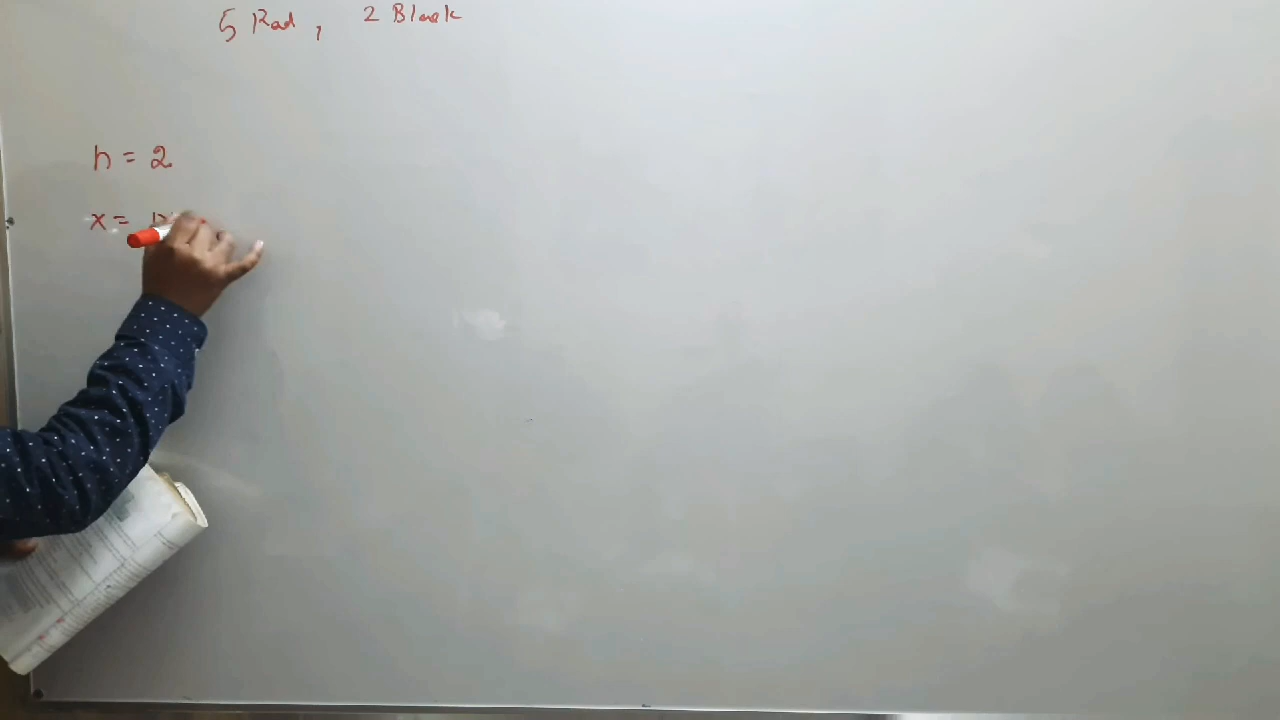 5 Red, 2 Black
n = 2
x =